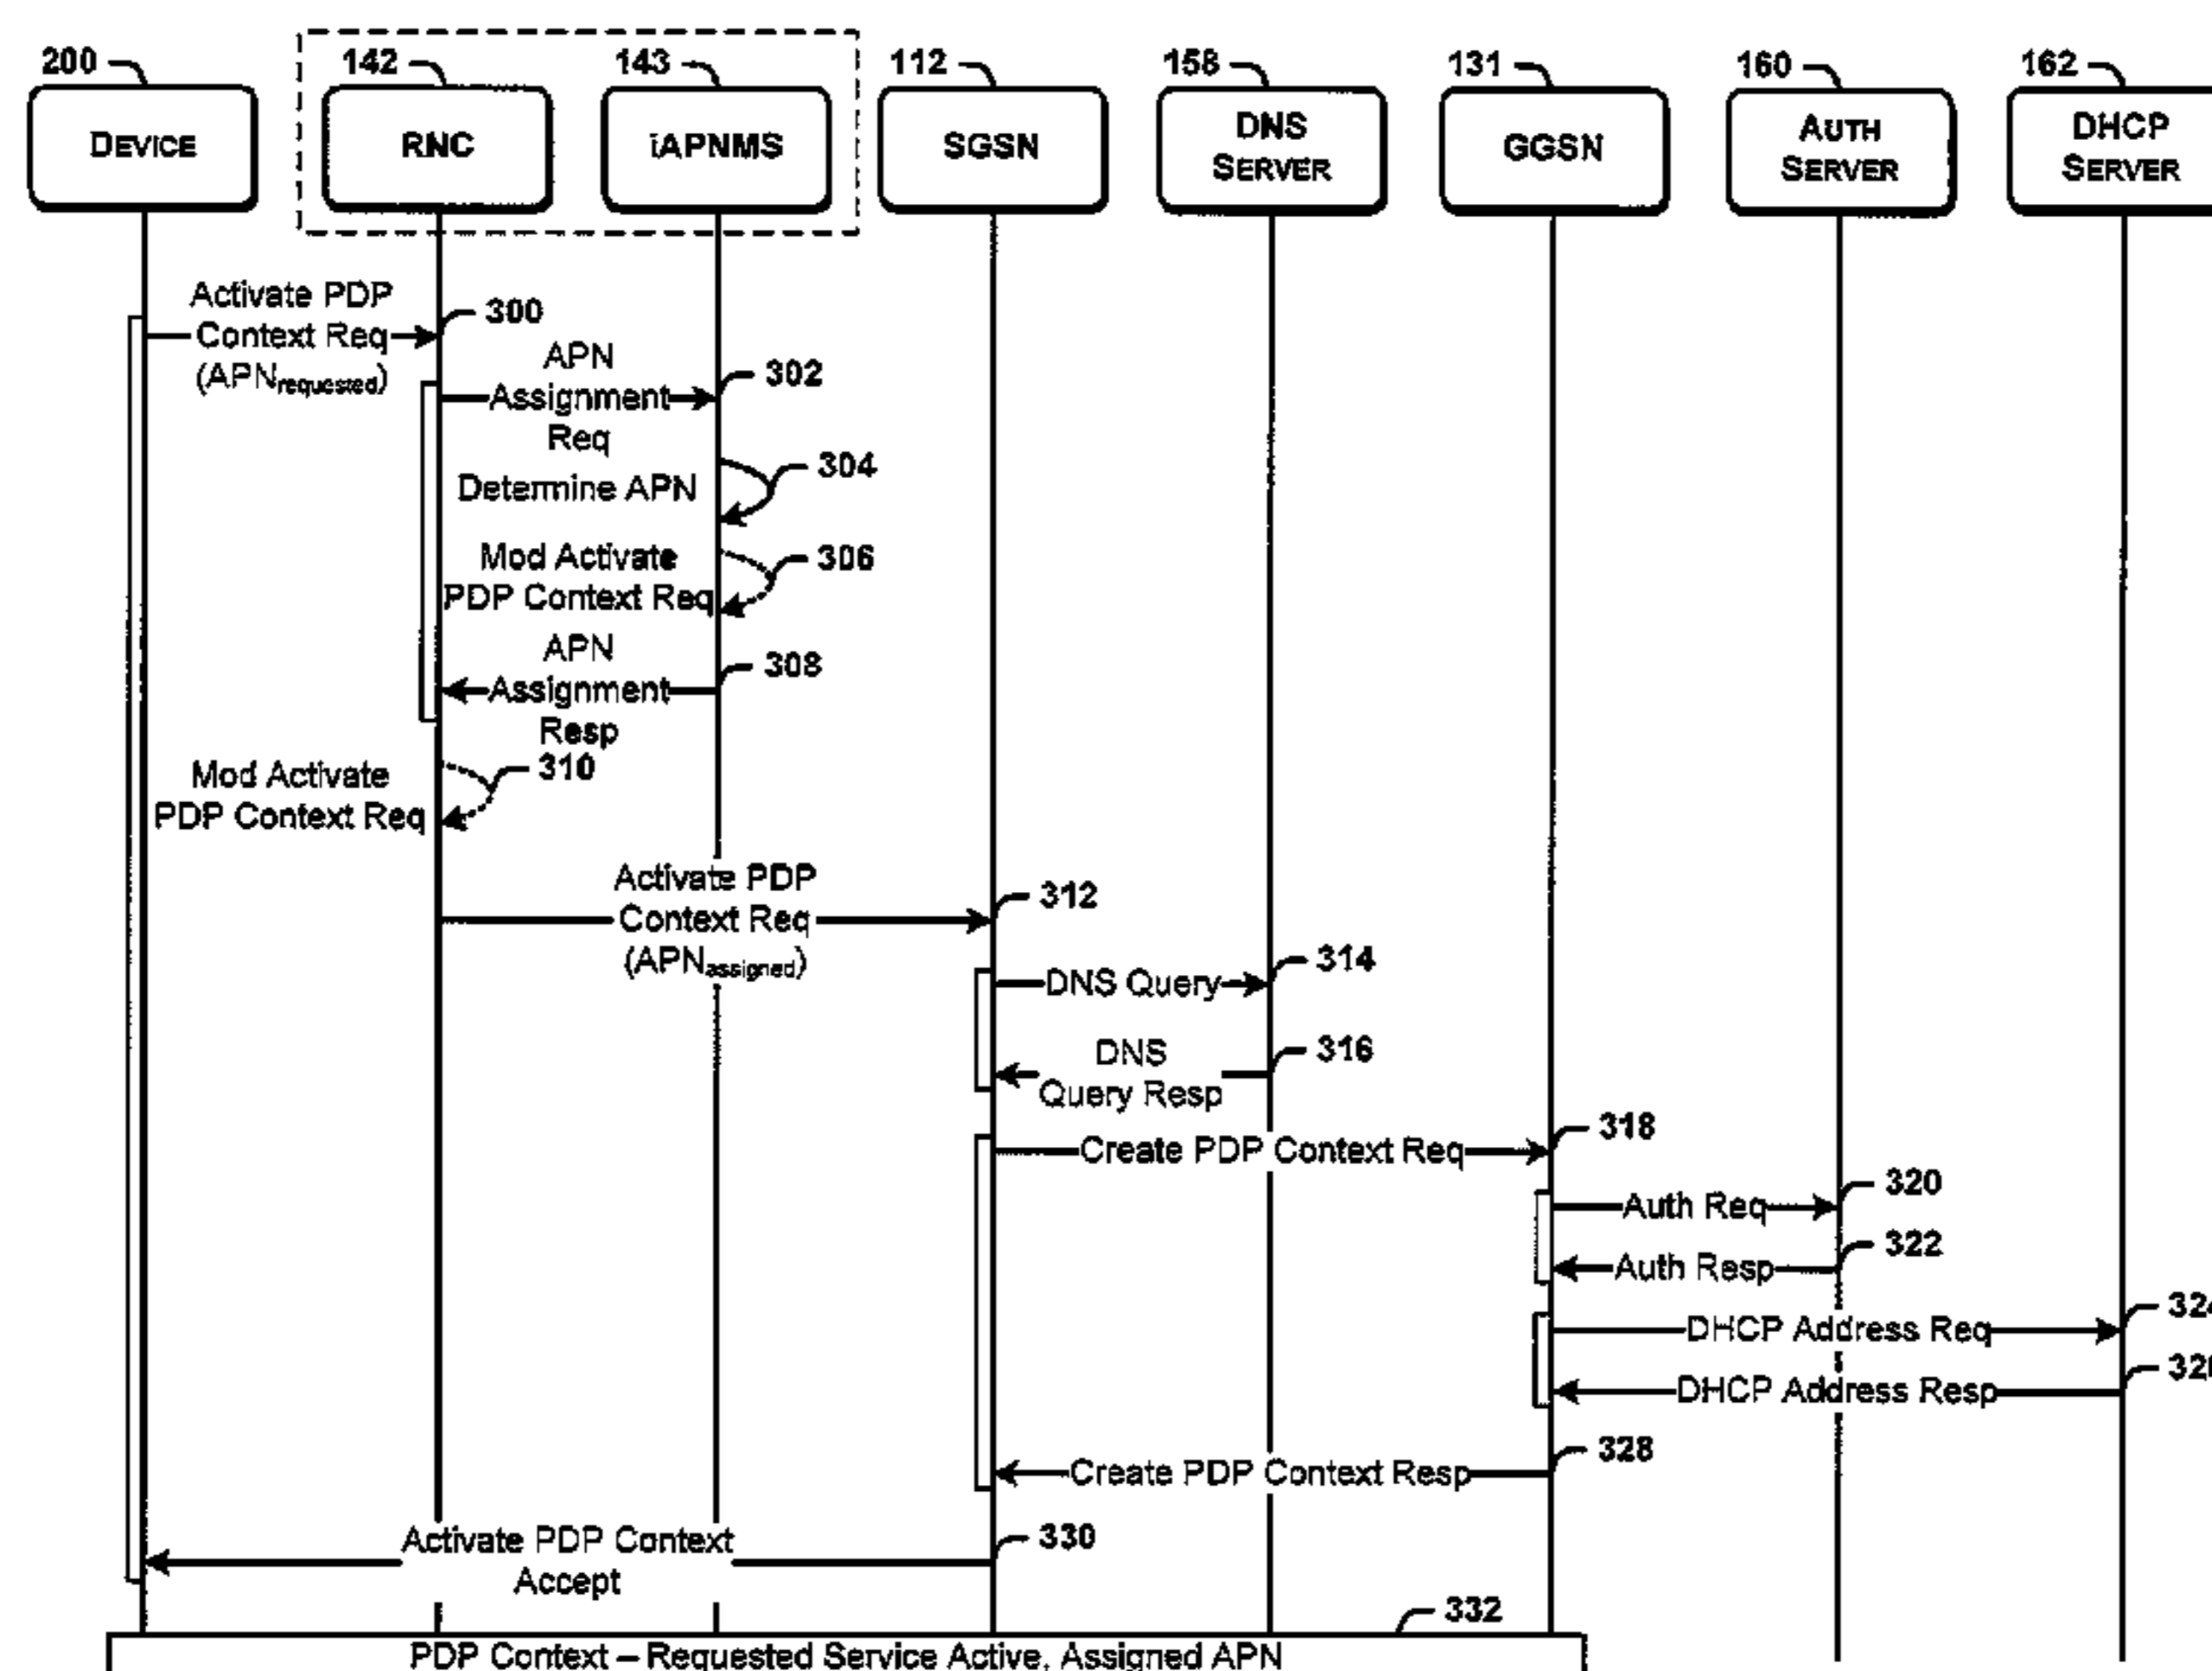 200
142
143
112
158
131
160
162
DEVICE
RNC
iAPNMS
SGSN
DNS
SERVER
GGSN
AUTH
SERVER
DHCP
SERVER
Activate PDP
Context Req
(APNrequested)
300
APN
Assignment
Req
302
Determine APN
304
Mod Activate
PDP Context Req
306
APN
Assignment
Resp
308
Mod Activate
PDP Context Req
310
Activate PDP
Context Req
(APNassigned)
312
DNS Query
314
DNS
Query Resp
316
Create PDP Context Req
318
Auth Req
320
Auth Resp
322
DHCP Address Req
DHCP Address Resp
Create PDP Context Resp
328
Activate PDP Context
Accept
330
332
PDP Context – Requested Service Active, Assigned APN